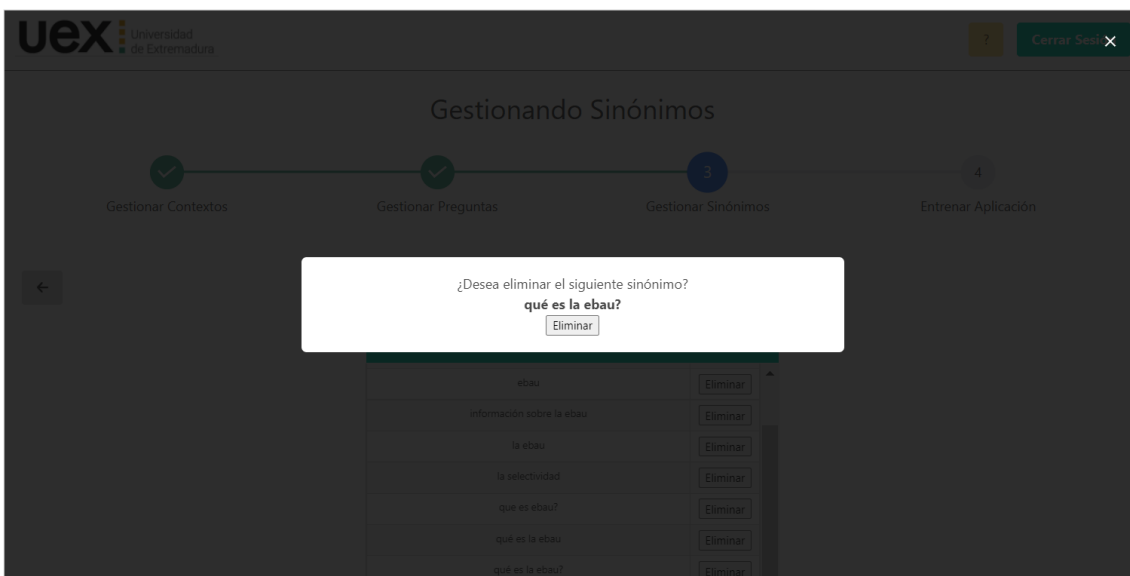 uex Universidad
de Extremadura
?
Cerrar Sesió
×
Gestionando Sinónimos
3
4
Gestionar Contextos
Gestionar Preguntas
Gestionar Sinónimos
Entrenar Aplicación
¿Desea eliminar el siguiente sinónimo?
qué es la ebau?
Eliminar
ebau Eliminar
información sobre la ebau Eliminar
la ebau Eliminar
la selectividad Eliminar
que es ebau? Eliminar
qué es la ebau Eliminar
qué es la ebau? Eliminar